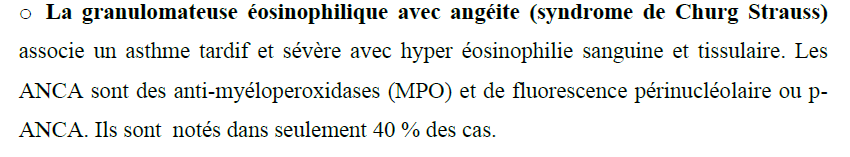 o La granulomateuse éosinophilique avec angéite (syndrome de Churg Strauss)
associe un asthme tardif et sévère avec hyper éosinophilie sanguine et tissulaire. Les
ANCA sont des anti-myéloperoxidases (MPO) et de fluorescence périnucléolaire ou p-
ANCA. Ils sont notés dans seulement 40 % des cas.